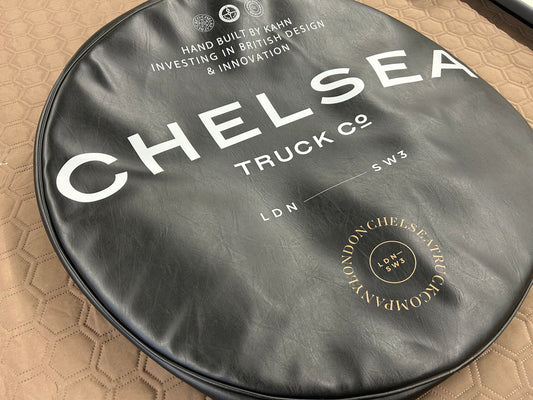 HAND BUILT BY KAHN
INVESTING IN BRITISH DESIGN
& INNOVATION
CHELSEA
TRUCK Co
LDN — SW3
LONDONCHELSEATRUCKCOMPANY
LDN—
SW3